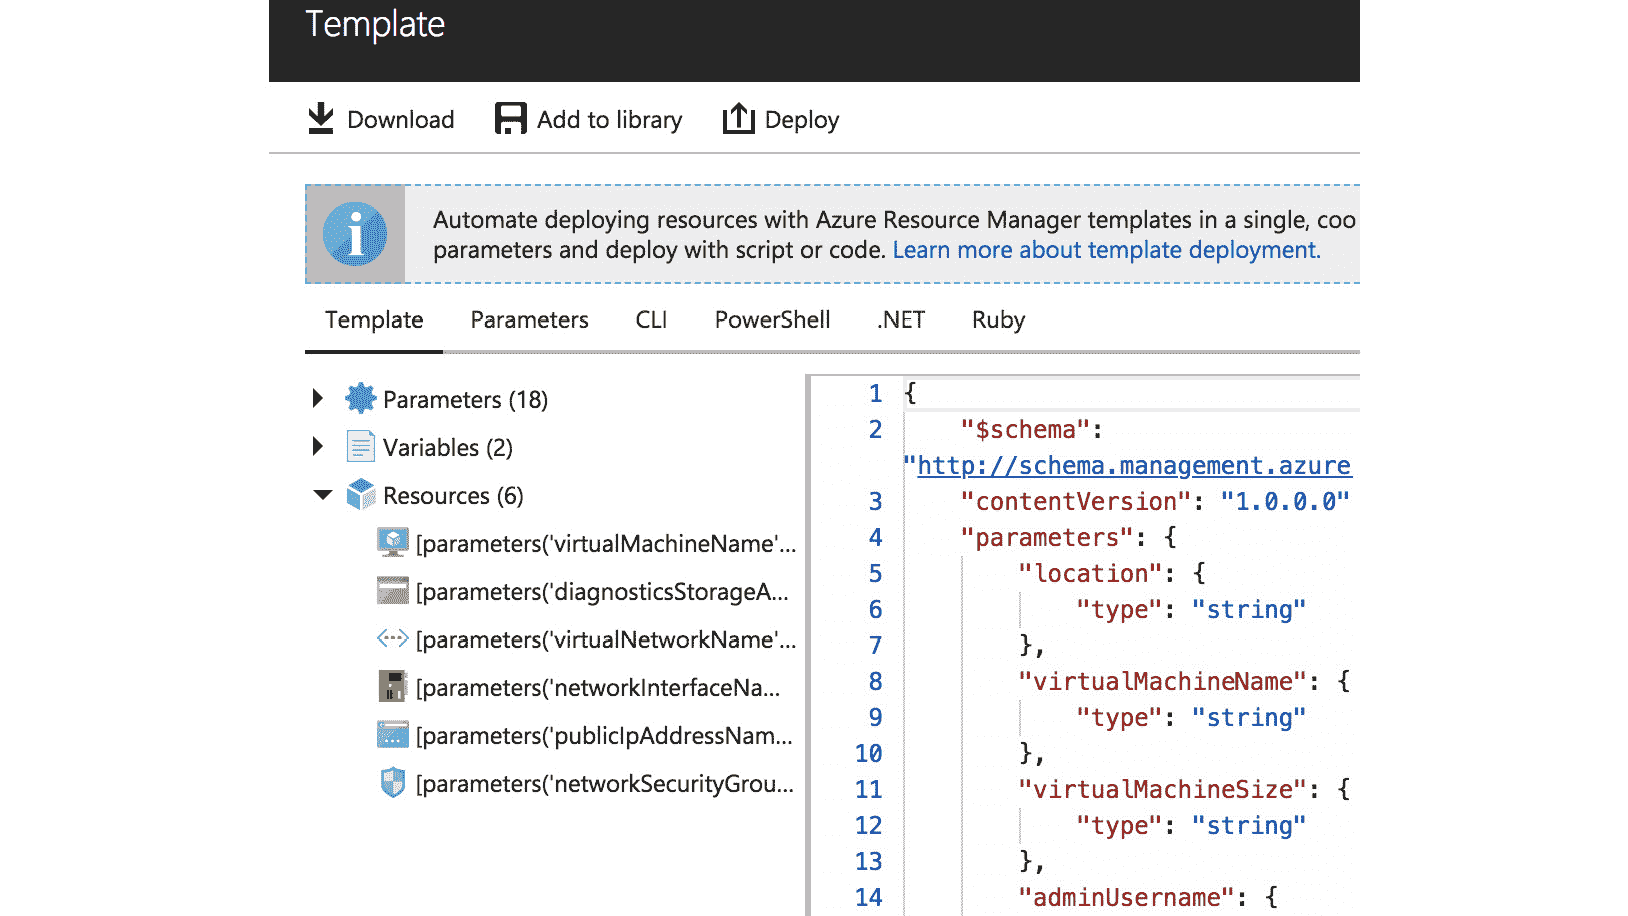 Template
Download Add to library Deploy
Automate deploying resources with Azure Resource Manager templates in a single, coo
parameters and deploy with script or code. Learn more about template deployment.
Template Parameters CLI PowerShell .NET Ruby
Parameters (18)
Variables (2)
Resources (6)
[parameters('virtualMachineName'...
[parameters('diagnosticsStorageA...
[parameters('virtualNetworkName'...
[parameters('networkInterfaceNa...
[parameters('publicIpAddressNam...
[parameters('networkSecurityGrou...
1 {
2 "$schema":
"http://schema.management.azure
3 "contentVersion": "1.0.0.0"
4 "parameters": {
5 "location": {
6 "type": "string"
7 },
8 "virtualMachineName": {
9 "type": "string"
10 },
11 "virtualMachineSize": {
12 "type": "string"
13 },
14 "adminUsername": {